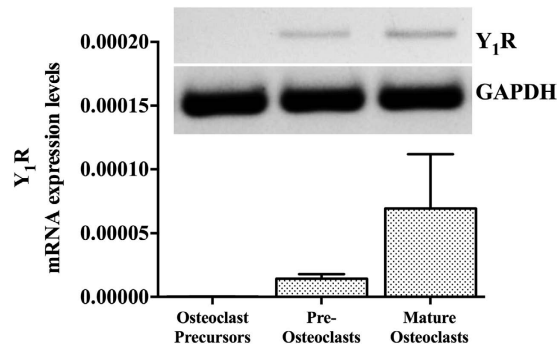 Y1R
GAPDH
Y1R
mRNA expression levels
0.00020
0.00015
0.00010
0.00005
0.00000
Osteoclast
Precursors
Pre-
Osteoclasts
Mature
Osteoclasts